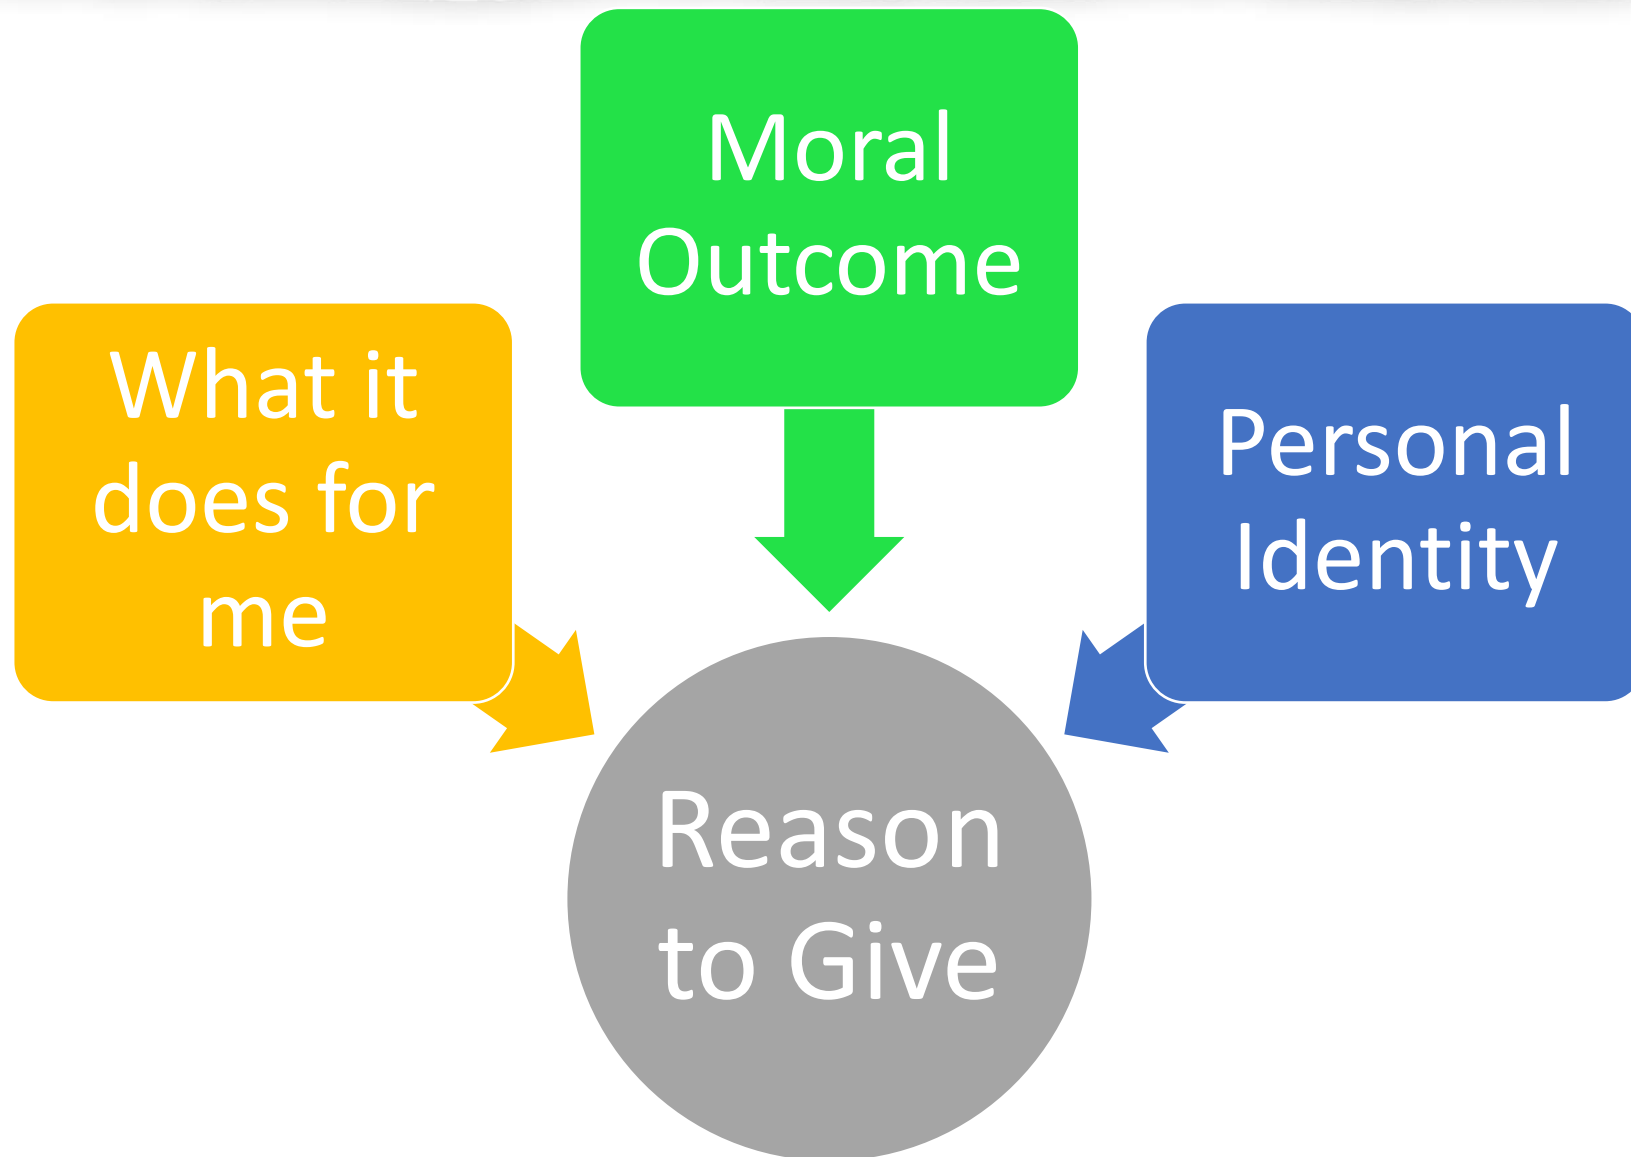 Moral
Outcome
What it
does for
me
Personal
Identity
Reason
to Give